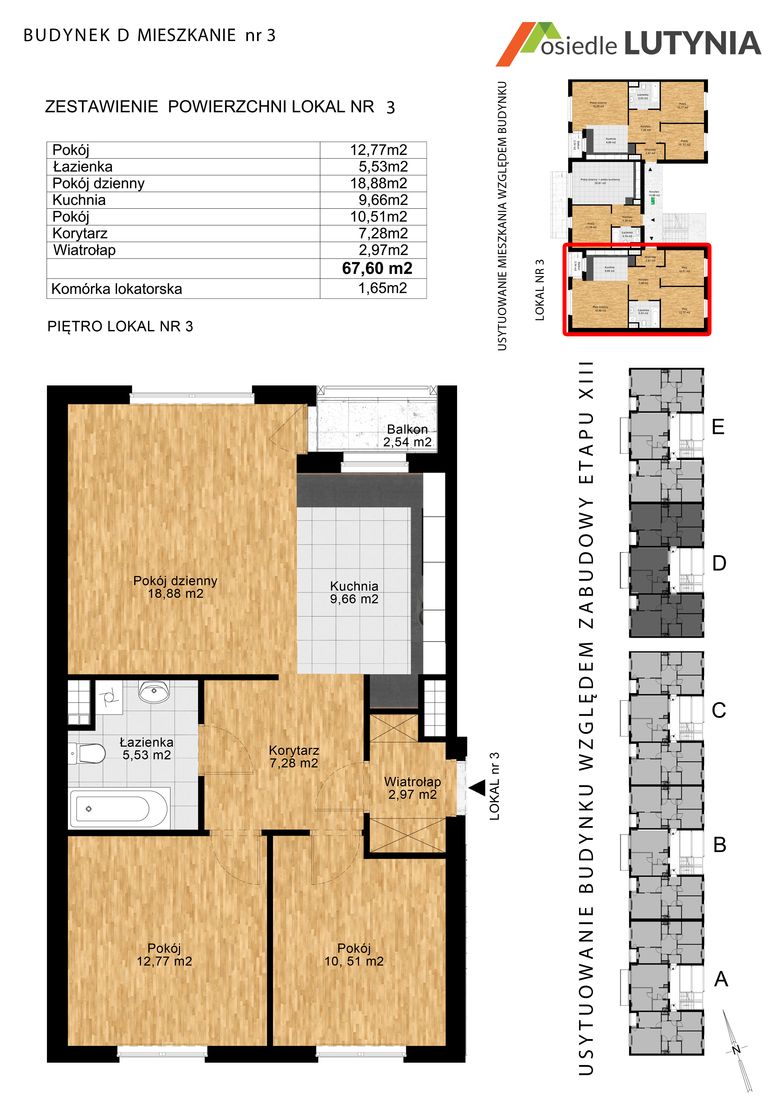 BUDYNEK D MIESZKANIE nr 3
osiedle LUTYNIA
ZESTAWIENIE POWIERZCHNI LOKAL NR 3
Pokój 12,77m2
Łazienka 5,53m2
Pokój dzienny 18,88m2
Kuchnia 9,66m2
Pokój 10,51m2
Korytarz 7,28m2
Wiatrołap 2,97m2
67,60 m2
Komórka lokatorska 1,65m2
PIĘTRO LOKAL NR 3
USYTUOWANIE MIESZKANIA WZGLĘDEM BUDYNKU
LOKAL NR 3
Balkon
2,54 m2
Pokój dzienny
18,88 m2
Kuchnia
9,66 m2
Łazienka
5,53 m2
Korytarz
7,28 m2
Wiatrołap
2,97 m2
LOKAL nr 3
Pokój
12,77 m2
Pokój
10, 51 m2
USYTUOWANIE BUDYNKU WZGLĘDEM ZABUDOWY ETAPU XIII
E
D
C
B
A
N